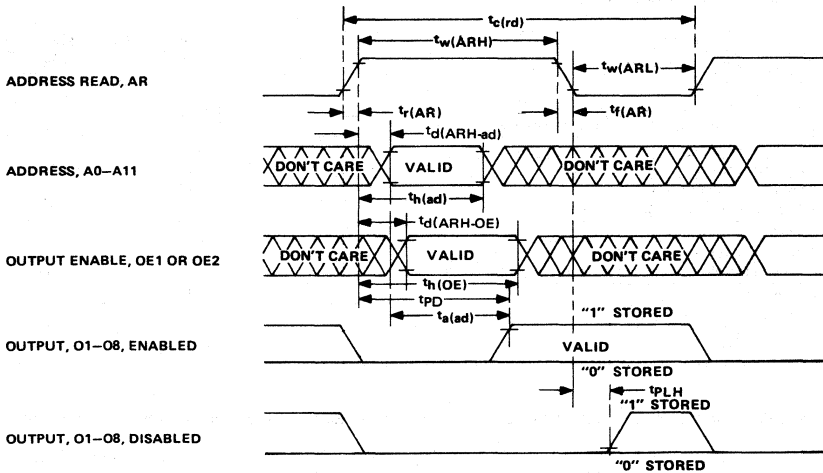 tc(rd)
tw(ARH)
tw(ARL)
ADDRESS READ, AR
tr(AR)
tf(AR)
td(ARH-ad)
ADDRESS, A0–A11
DON'T CARE
VALID
DON'T CARE
th(ad)
td(ARH-OE)
OUTPUT ENABLE, OE1 OR OE2
DON'T CARE
VALID
DON'T CARE
th(OE)
tPD
ta(ad)
"1" STORED
OUTPUT, O1–O8, ENABLED
VALID
"0" STORED
tPLH
"1" STORED
OUTPUT, O1–O8, DISABLED
"0" STORED